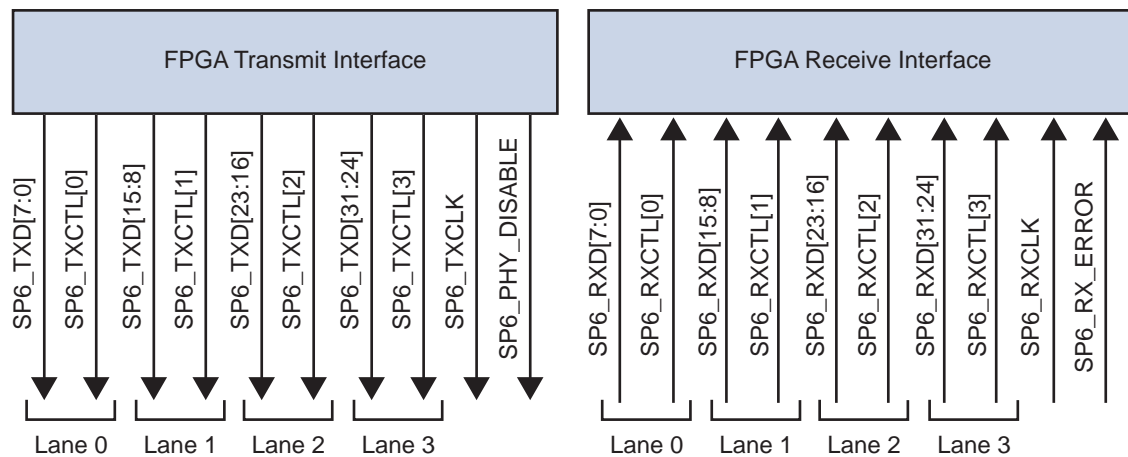 FPGA Transmit Interface
SP6_TXD[7:0]
SP6_TXCTL[0]
SP6_TXD[15:8]
SP6_TXCTL[1]
SP6_TXD[23:16]
SP6_TXCTL[2]
SP6_TXD[31:24]
SP6_TXCTL[3]
SP6_TXCLK
SP6_PHY_DISABLE
Lane 0
Lane 1
Lane 2
Lane 3
FPGA Receive Interface
SP6_RXD[7:0]
SP6_RXCTL[0]
SP6_RXD[15:8]
SP6_RXCTL[1]
SP6_RXD[23:16]
SP6_RXCTL[2]
SP6_RXD[31:24]
SP6_RXCTL[3]
SP6_RXCLK
SP6_RX_ERROR
Lane 0
Lane 1
Lane 2
Lane 3